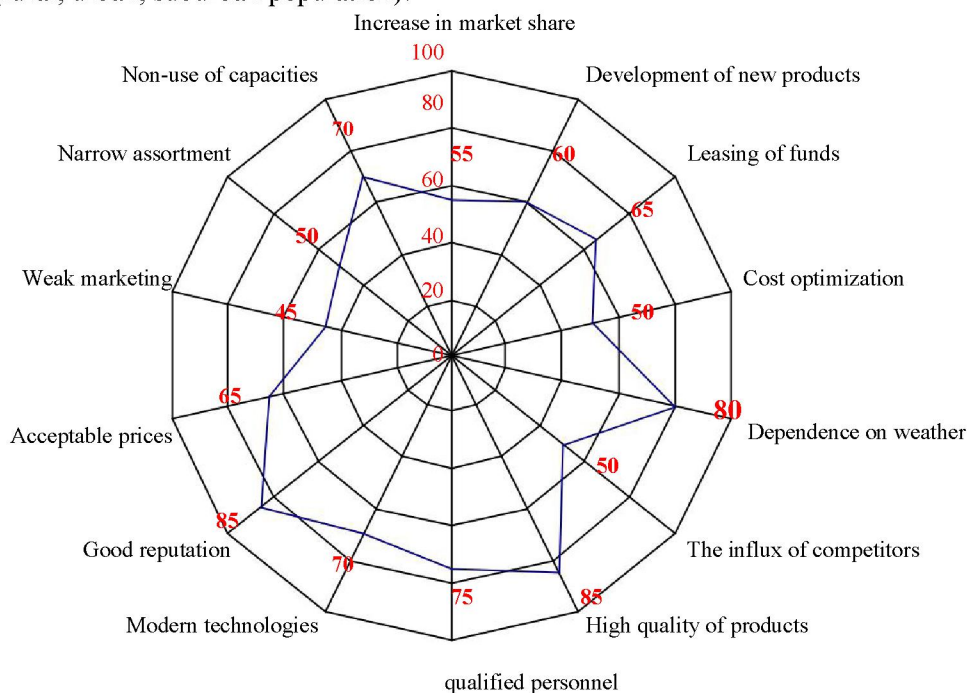 Increase in market share
100
Non-use of capacities
Development of new products
80
70
55
60
Narrow assortment
Leasing of funds
60
65
50
40
Weak marketing
Cost optimization
20
45
50
0
65
80
Acceptable prices
Dependence on weather
50
85
Good reputation
The influx of competitors
70
75
85
Modern technologies
High quality of products
qualified personnel